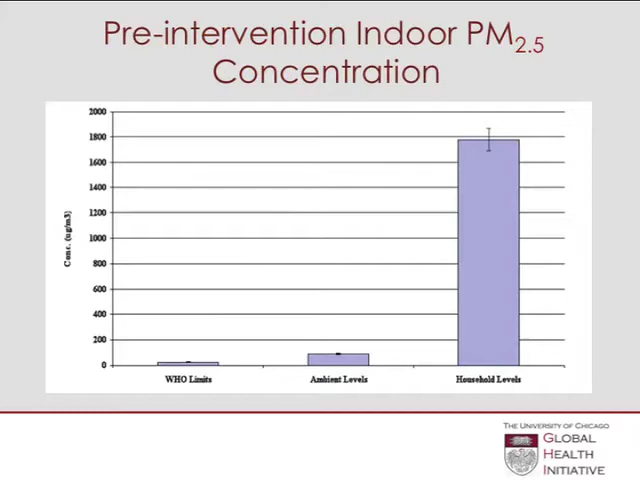 Pre-intervention Indoor PM2.5
Concentration
2000
1800
1600
1400
1200
1000
800
600
400
200
0
Conc. (ug/m3)
WHO Limits
Ambient Levels
Household Levels
THE UNIVERSITY OF CHICAGO
GLOBAL
HEALTH
INITIATIVE